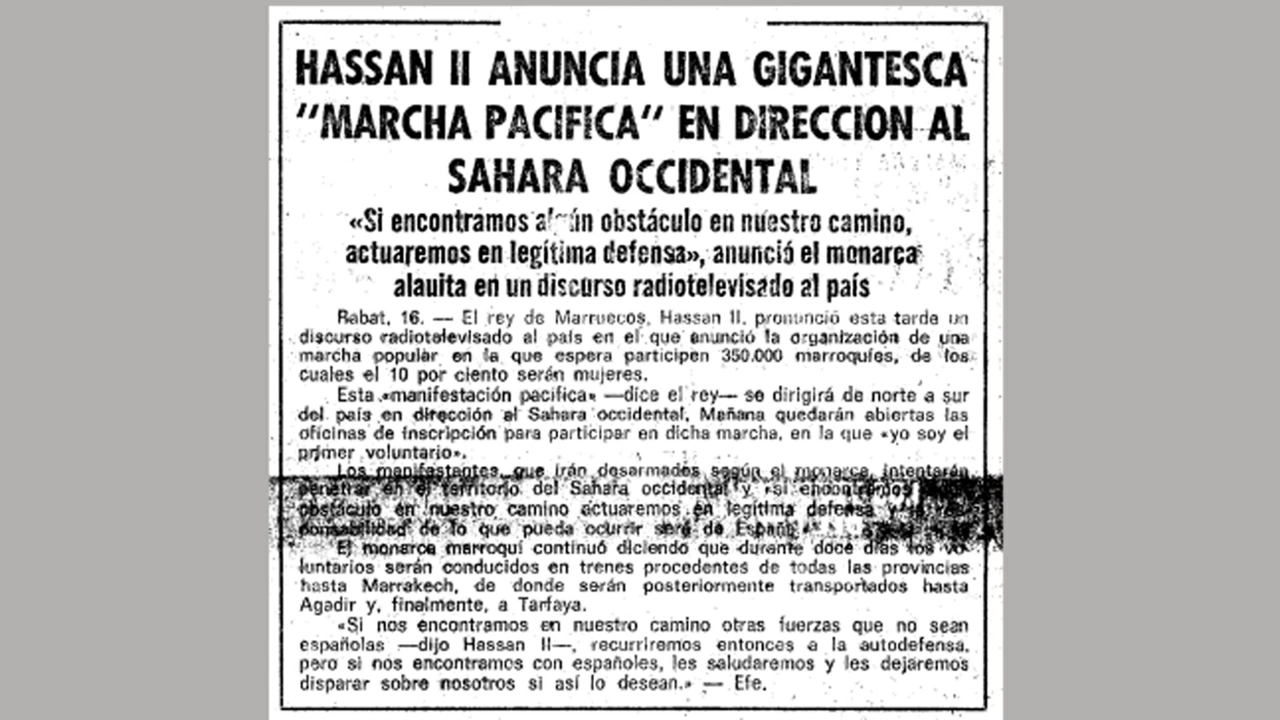 HASSAN II ANUNCIA UNA GIGANTESCA
"MARCHA PACIFICA" EN DIRECCION AL
SAHARA OCCIDENTAL
«Si encontramos algún obstáculo en nuestro camino,
actuaremos en legítima defensa», anunció el monarca
alauita en un discurso radiotelevisado al país
Rabat, 16. — El rey de Marruecos, Hassan II, pronunció esta tarde un
discurso radiotelevisado al país en el que anunció la organización de una
marcha popular en la que espera participen 350.000 marroquíes, de los
cuales el 10 por ciento serán mujeres.
Esta «manifestación pacifica» —dice el rey— se dirigirá de norte a sur
del país en dirección al Sahara occidental. Mañana quedarán abiertas las
oficinas de inscripción para participar en dicha marcha, en la que «yo soy el
primer voluntario».
Los manifestantes, que irán desarmados según el monarca, intentarán
penetrar en el territorio del Sahara occidental y «si encontramos
obstáculo en nuestro camino actuaremos en legítima defensa y
ponsabilidad de lo que pueda ocurrir será de
El monarca marroquí continuó diciendo que durante doce días los vo-
luntarios serán conducidos en trenes procedentes de todas las provincias
hasta Marrakech, de donde serán posteriormente transportados hasta
Agadir y, finalmente, a Tarfaya.
«Si nos encontramos en nuestro camino otras fuerzas que no sean
españolas —dijo Hassan II—, recurriremos entonces a la autodefensa,
pero si nos encontramos con españoles, les saludaremos y les dejaremos
disparar sobre nosotros si así lo desean.» — Efe.